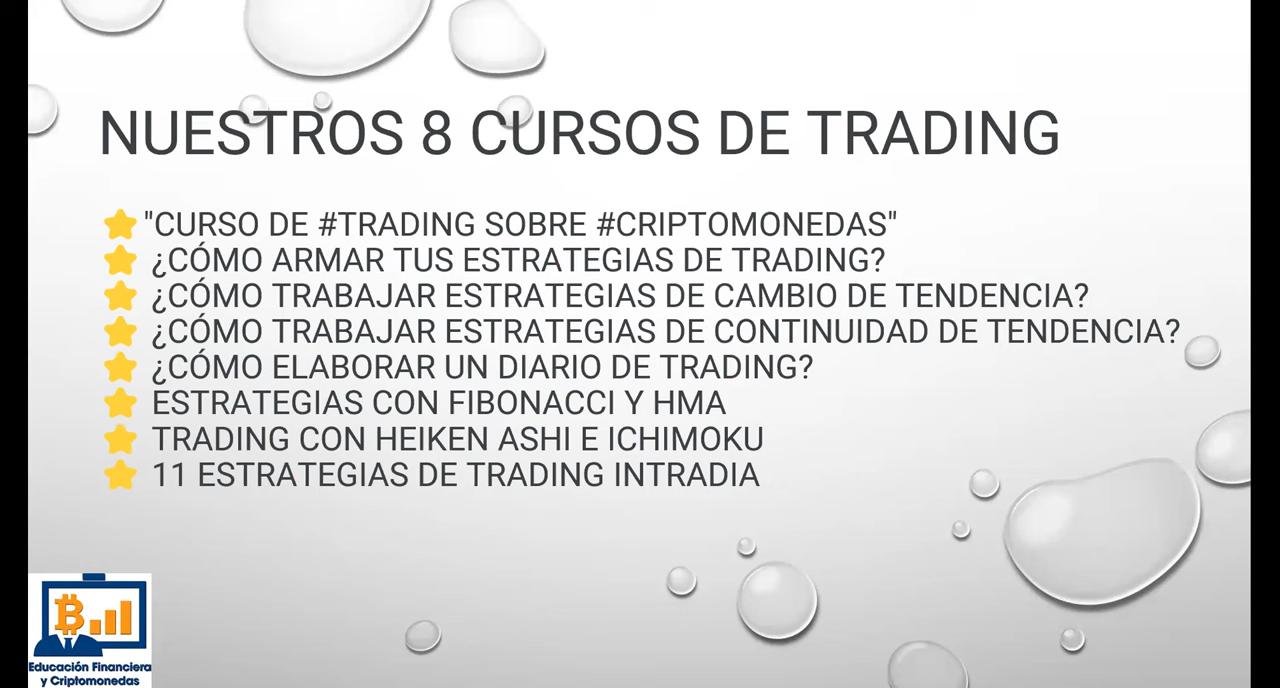 NUESTROS 8 CURSOS DE TRADING
"CURSO DE #TRADING SOBRE #CRIPTOMONEDAS"
¿CÓMO ARMAR TUS ESTRATEGIAS DE TRADING?
¿CÓMO TRABAJAR ESTRATEGIAS DE CAMBIO DE TENDENCIA?
¿CÓMO TRABAJAR ESTRATEGIAS DE CONTINUIDAD DE TENDENCIA?
¿CÓMO ELABORAR UN DIARIO DE TRADING?
ESTRATEGIAS CON FIBONACCI Y HMA
TRADING CON HEIKEN ASHI E ICHIMOKU
11 ESTRATEGIAS DE TRADING INTRADIA
Educación Financiera
y Criptomonedas